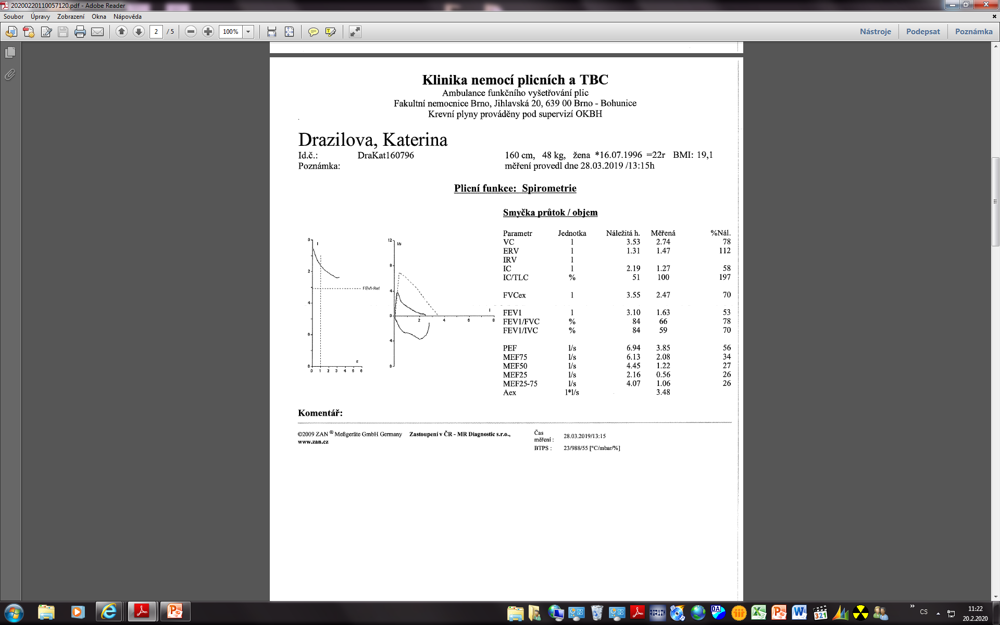 20200220110057120.pdf - Adobe Reader
Soubor Úpravy Zobrazení Okna Nápověda
2 / 5 100% Nástroje Podepsat Poznámka
Klinika nemocí plicních a TBC
Ambulance funkčního vyšetřování plic
Fakultní nemocnice Brno, Jihlavská 20, 639 00 Brno - Bohunice
Krevní plyny prováděny pod supervizí OKBH
Drazilova, Katerina
Id.č.: DraKat160796 160 cm, 48 kg, žena *16.07.1996 =22r BMI: 19,1
Poznámka: měření provedl dne 28.03.2019 /13:15h
Plicní funkce: Spirometrie
Smyčka průtok / objem
Parametr Jednotka Náležitá h. Měřená %Nál.
VC l 3.53 2.74 78
ERV l 1.31 1.47 112
IRV l
IC l 2.19 1.27 58
IC/TLC % 51 100 197
FVCex l 3.55 2.47 70
FEV1 l 3.10 1.63 53
FEV1/FVC % 84 66 78
FEV1/IVC % 84 59 70
PEF l/s 6.94 3.85 56
MEF75 l/s 6.13 2.08 34
MEF50 l/s 4.45 1.22 27
MEF25 l/s 2.16 0.56 26
MEF25-75 l/s 4.07 1.06 26
Aex l*l/s 3.48
0 l
2
FEV1-Ref
4
6
s
8
0 1 2 3 4 5 6
12 l/s
8
4
0 2 4 6 8 l
4
8
Komentář:
©2009 ZAN ® Meßgeräte GmbH Germany Zastoupení v ČR - MR Diagnostic s.r.o.,
www.zan.cz
Čas
měření : 28.03.2019/13:15
BTPS : 23/988/55 [°C/mbar/%]
DA
321
CS
11:22
20.2.2020